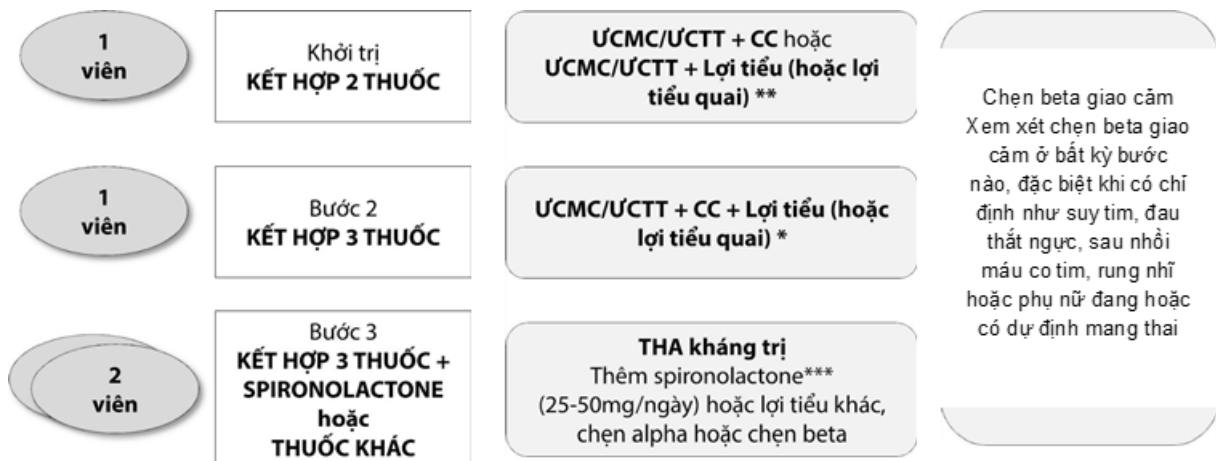 1
viên
Khởi trị
KẾT HỢP 2 THUỐC
ƯCMC/ƯCTT + CC hoặc
ƯCMC/ƯCTT + Lợi tiểu (hoặc lợi
tiểu quai) **
1
viên
Bước 2
KẾT HỢP 3 THUỐC
ƯCMC/ƯCTT + CC + Lợi tiểu (hoặc
lợi tiểu quai) *
2
viên
Bước 3
KẾT HỢP 3 THUỐC +
SPIRONOLACTONE
hoặc
THUỐC KHÁC
THA kháng trị
Thêm spironolactone***
(25-50mg/ngày) hoặc lợi tiểu khác,
chẹn alpha hoặc chẹn beta
Chẹn beta giao cảm
Xem xét chẹn beta giao
cảm ở bất kỳ bước
nào, đặc biệt khi có chỉ
định như suy tim, đau
thắt ngực, sau nhồi
máu cơ tim, rung nhĩ
hoặc phụ nữ đang hoặc
có dự định mang thai